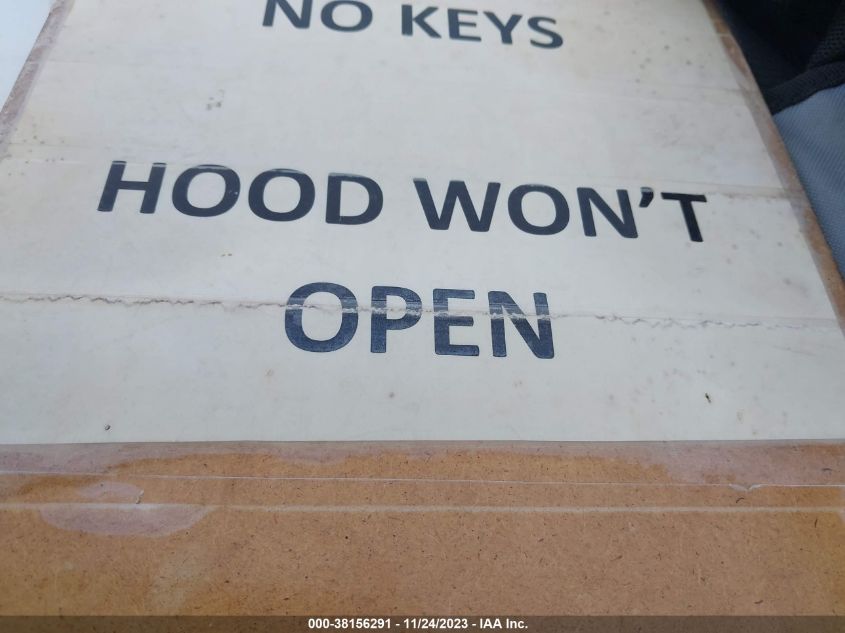 NO KEYS
HOOD WON'T
OPEN
000-38156291 - 11/24/2023 - IAA Inc.